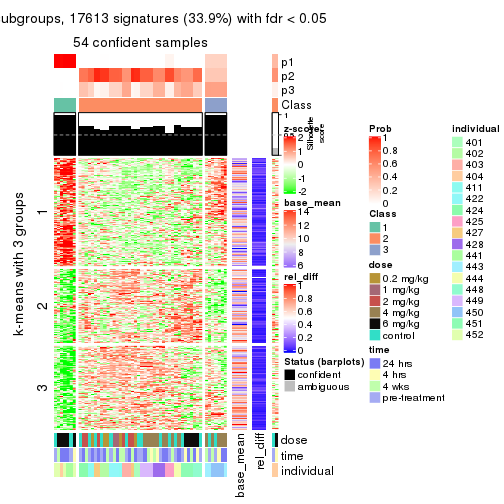 ubgroups, 17613 signatures (33.9%) with fdr < 0.05
54 confident samples
p1
p2
p3
Class
1
Silhouette
score
k-means with 3 groups
1
2
3
dose
time
individual
base_mean
rel_diff
z-score
2
1
0
-1
-2
base_mean
14
12
10
8
6
rel_diff
1
0.8
0.6
0.4
0.2
0
Status (barplots)
confident
ambiguous
Prob
1
0.8
0.6
0.4
0.2
0
Class
1
2
3
dose
0.2 mg/kg
1 mg/kg
2 mg/kg
4 mg/kg
6 mg/kg
control
time
24 hrs
4 hrs
4 wks
pre-treatment
individual
401
402
403
404
411
422
424
425
427
428
441
443
444
448
449
450
451
452